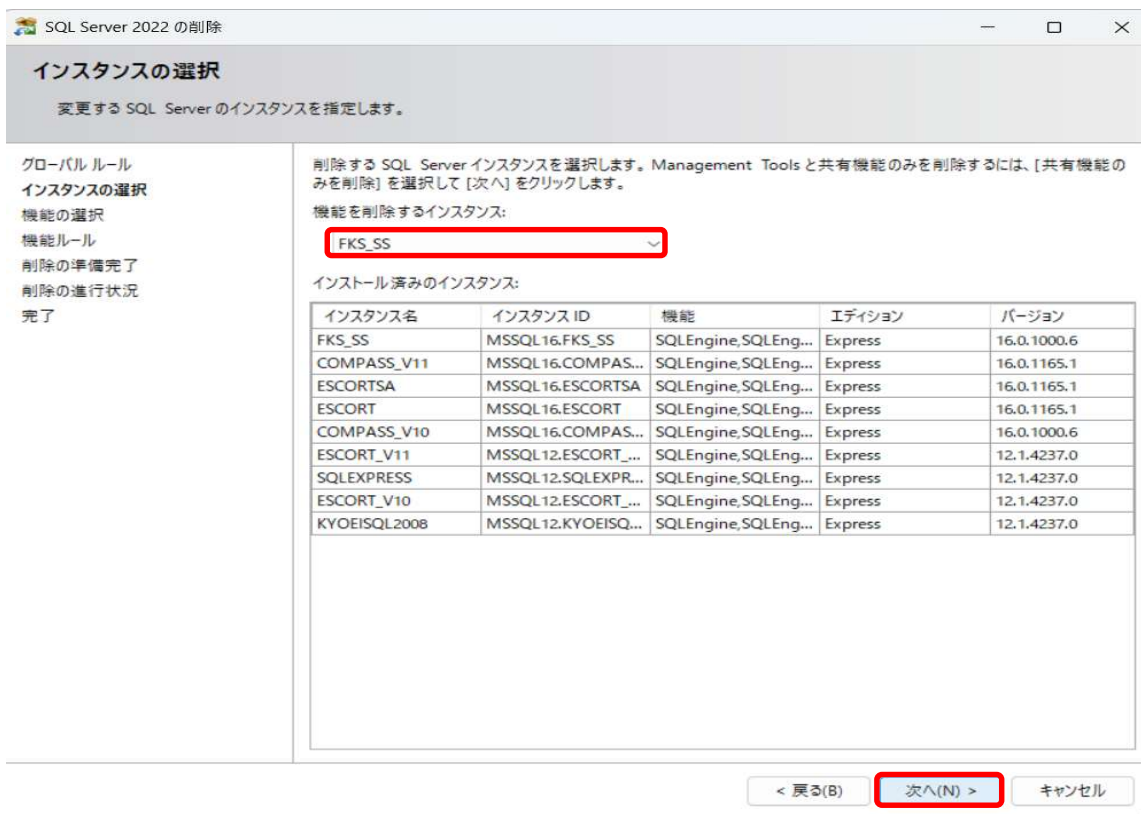 SQL Server 2022 の削除
インスタンスの選択
変更する SQL Server のインスタンスを指定します。
グローバル ルール
インスタンスの選択
機能の選択
機能ルール
削除の準備完了
削除の進行状況
完了
削除する SQL Server インスタンスを選択します。Management Tools と共有機能のみを削除するには、[共有機能の
みを削除] を選択して [次へ] をクリックします。
機能を削除するインスタンス:
FKS_SS
インストール済みのインスタンス:
インスタンス名 インスタンス ID 機能 エディション バージョン
FKS_SS MSSQL16.FKS_SS SQLEngine,SQLEng... Express 16.0.1000.6
COMPASS_V11 MSSQL16.COMPAS... SQLEngine,SQLEng... Express 16.0.1165.1
ESCORTSA MSSQL16.ESCORTSA SQLEngine,SQLEng... Express 16.0.1165.1
ESCORT MSSQL16.ESCORT SQLEngine,SQLEng... Express 16.0.1165.1
COMPASS_V10 MSSQL16.COMPAS... SQLEngine,SQLEng... Express 16.0.1000.6
ESCORT_V11 MSSQL12.ESCORT_... SQLEngine,SQLEng... Express 12.1.4237.0
SQLEXPRESS MSSQL12.SQLEXPR... SQLEngine,SQLEng... Express 12.1.4237.0
ESCORT_V10 MSSQL12.ESCORT_... SQLEngine,SQLEng... Express 12.1.4237.0
KYOEISQL2008 MSSQL12.KYOEISQ... SQLEngine,SQLEng... Express 12.1.4237.0
< 戻る(B) 次へ(N) > キャンセル